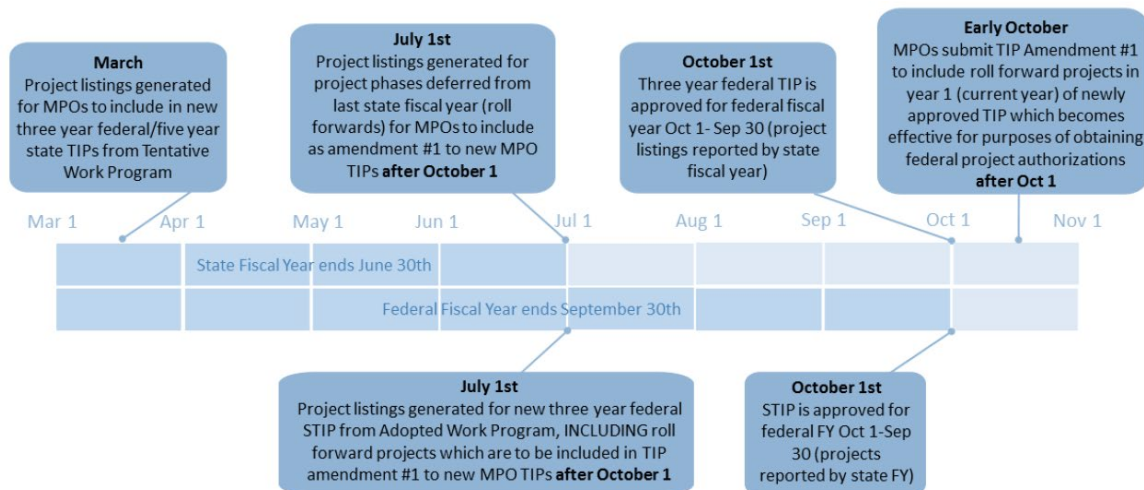 March
Project listings generated
for MPOs to include in new
three year federal/five year
state TIPs from Tentative
Work Program
July 1st
Project listings generated for
project phases deferred from
last state fiscal year (roll
forwards) for MPOs to include
as amendment #1 to new MPO
TIPs after October 1
October 1st
Three year federal TIP is
approved for federal fiscal
year Oct 1- Sep 30 (project
listings reported by state
fiscal year)
Early October
MPOs submit TIP Amendment #1
to include roll forward projects in
year 1 (current year) of newly
approved TIP which becomes
effective for purposes of obtaining
federal project authorizations
after Oct 1
Mar 1 Apr 1 May 1 Jun 1 Jul 1 Aug 1 Sep 1 Oct 1 Nov 1
State Fiscal Year ends June 30th
Federal Fiscal Year ends September 30th
July 1st
Project listings generated for new three year federal
STIP from Adopted Work Program, INCLUDING roll
forward projects which are to be included in TIP
amendment #1 to new MPO TIPs after October 1
October 1st
STIP is approved for
federal FY Oct 1-Sep
30 (projects
reported by state FY)